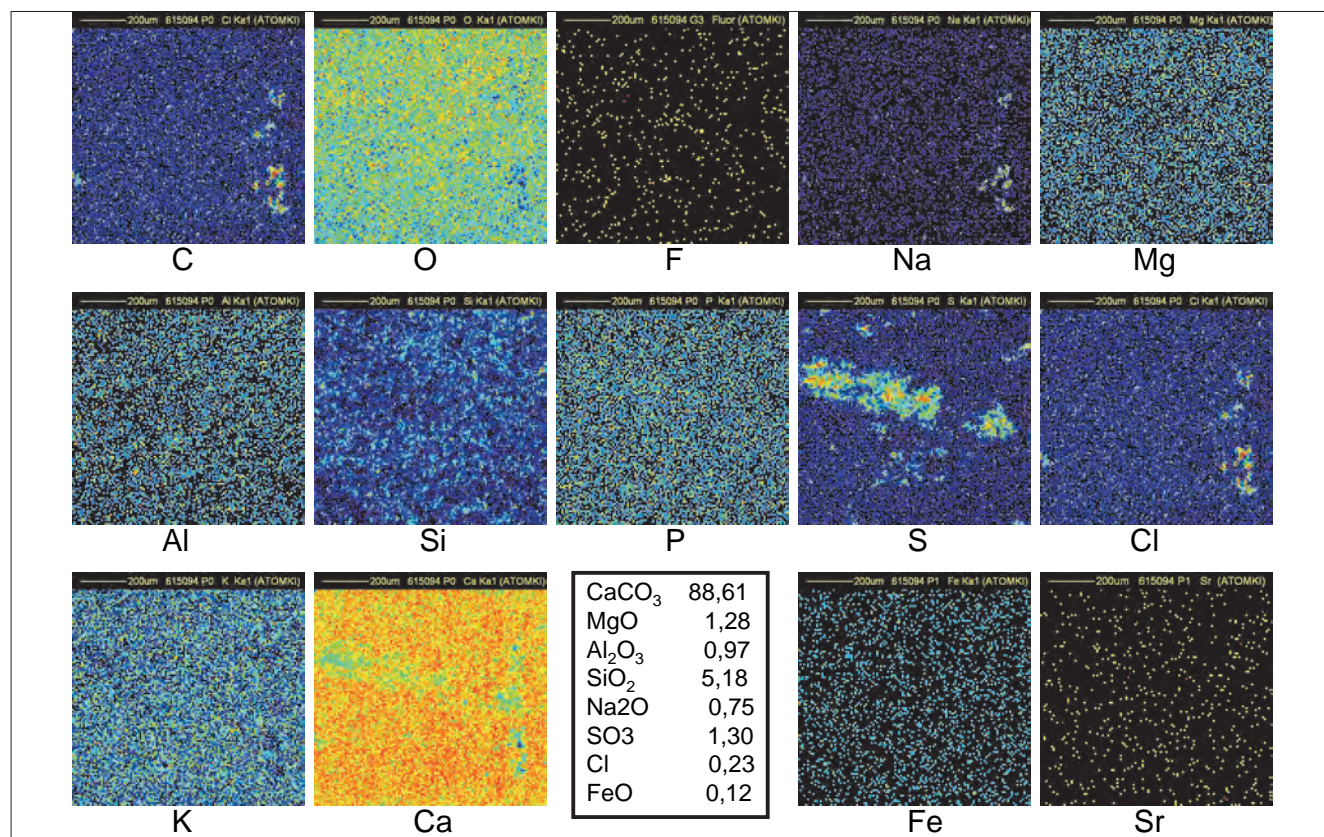 200um 615094 P0 Cl Ka1 (ATOMKI)
200um 615094 P0 O Ka1 (ATOMKI)
200um 615094 G3 Fluor (ATOMKI)
200um 615094 P0 Na Ka1 (ATOMKI)
200um 615094 P0 Mg Ka1 (ATOMKI)
C
O
F
Na
Mg
200um 615094 P0 Al Ka1 (ATOMKI)
200um 615094 P0 Si Ka1 (ATOMKI)
200um 615094 P0 P Ka1 (ATOMKI)
200um 615094 P0 S Ka1 (ATOMKI)
200um 615094 P0 Cl Ka1 (ATOMKI)
Al
Si
P
S
Cl
200um 615094 P0 K Ka1 (ATOMKI)
200um 615094 P0 Ca Ka1 (ATOMKI)
CaCO₃ 88,61
MgO 1,28
Al₂O₃ 0,97
SiO₂ 5,18
Na2O 0,75
SO3 1,30
Cl 0,23
FeO 0,12
200um 615094 P1 Fe Ka1 (ATOMKI)
200um 615094 P1 Sr (ATOMKI)
K
Ca
Fe
Sr